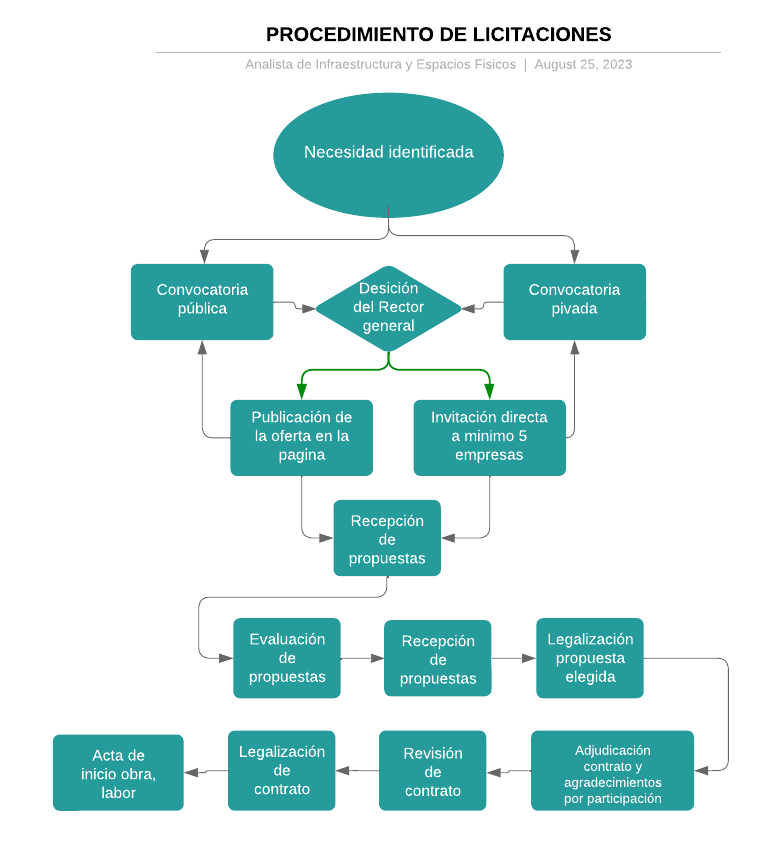 PROCEDIMIENTO DE LICITACIONES
Analista de Infraestructura y Espacios Fisicos | August 25, 2023
Necesidad identificada
Convocatoria
pública
Desición
del Rector
general
Convocatoria
pivada
Publicación de
la oferta en la
pagina
Invitación directa
a minimo 5
empresas
Recepción
de
propuestas
Evaluación
de
propuestas
Recepción
de
propuestas
Legalización
propuesta
elegida
Acta de
inicio obra,
labor
Legalización
de
contrato
Revisión
de
contrato
Adjudicación
contrato y
agradecimientos
por participación